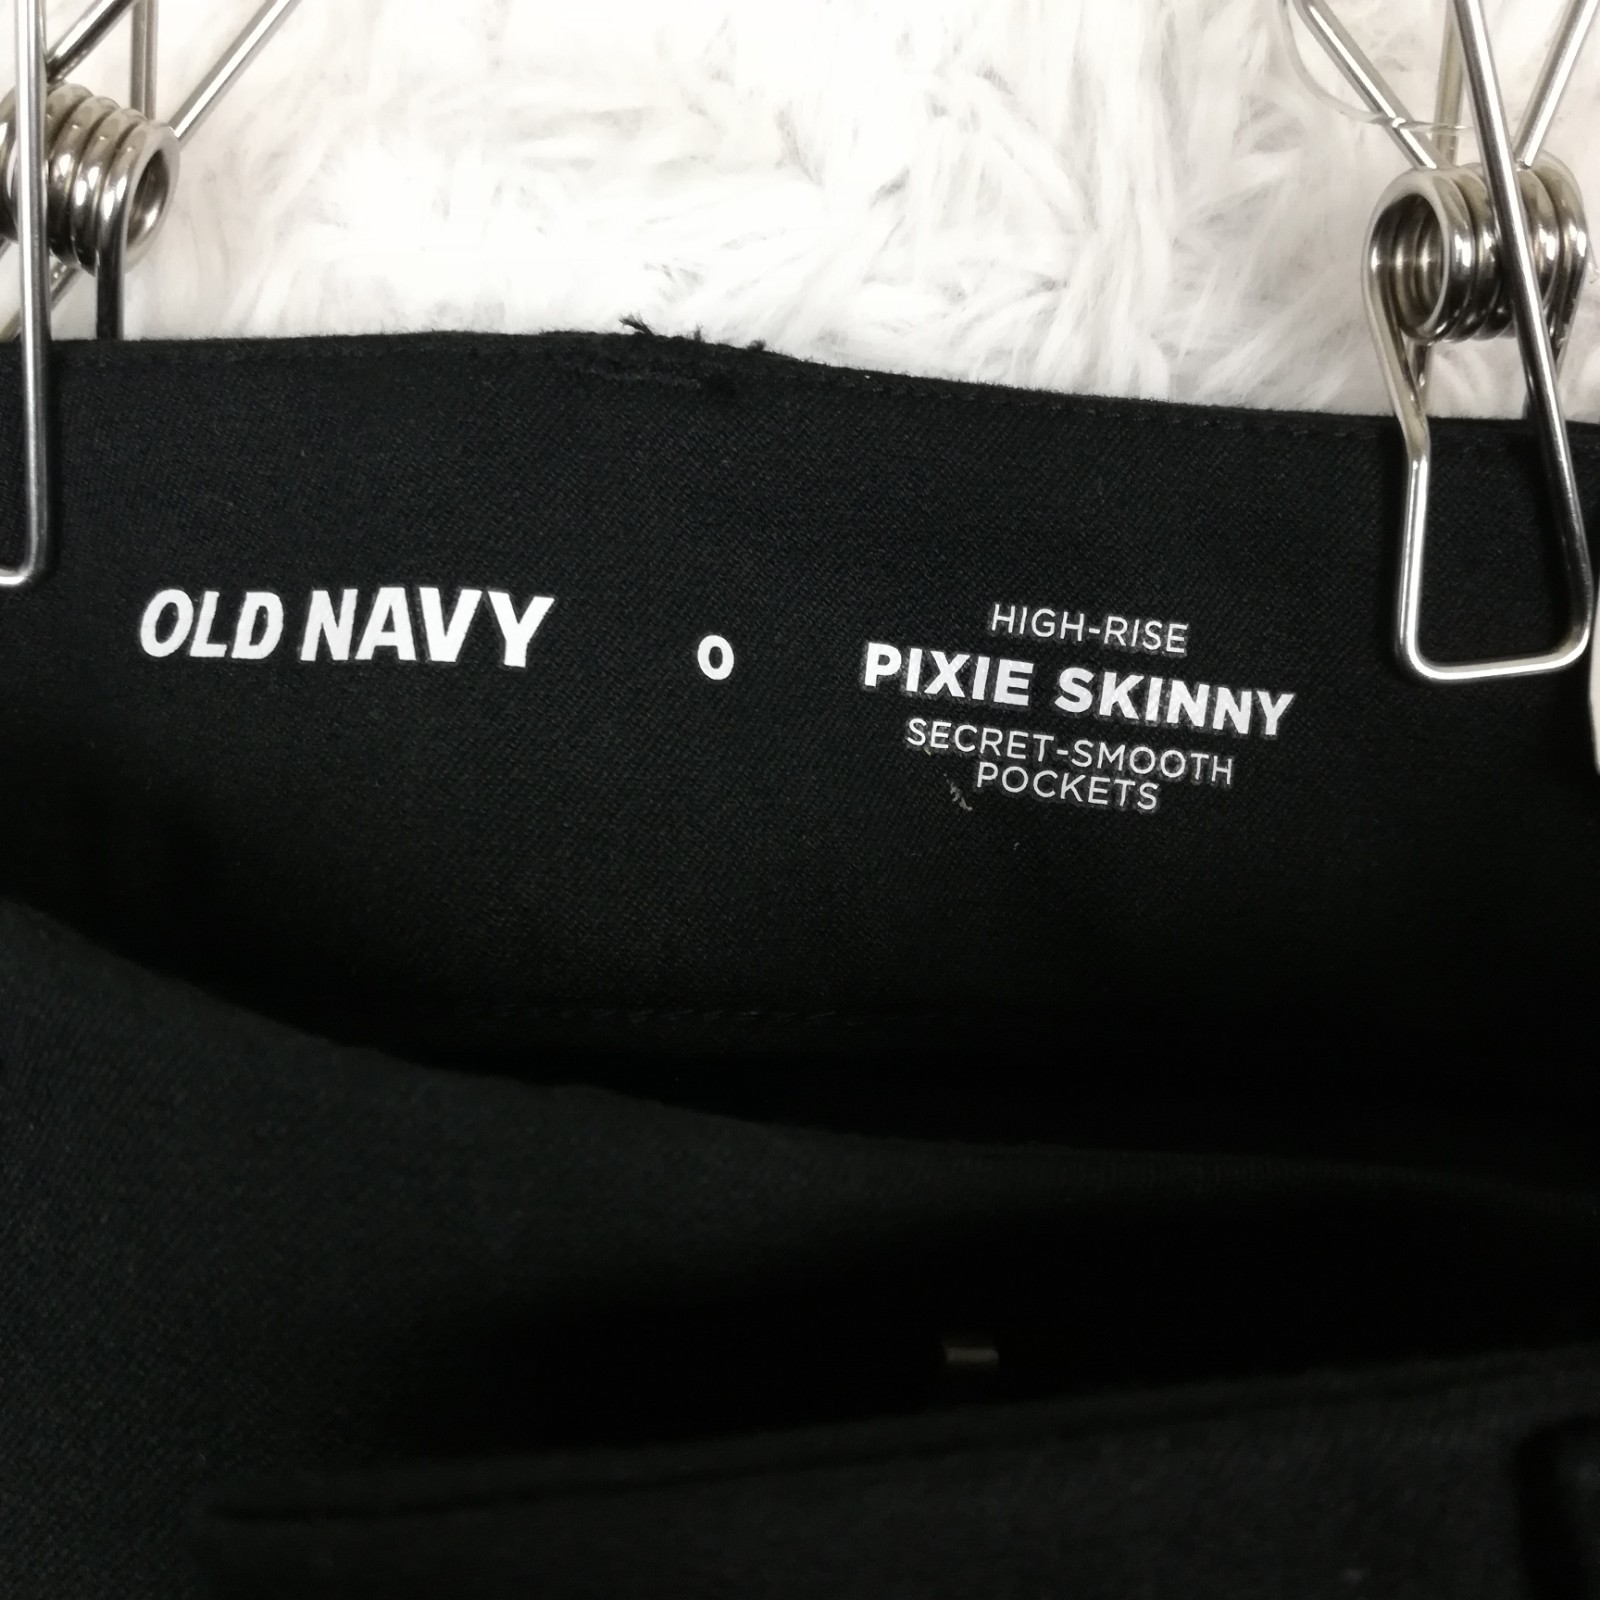 OLD NAVY
0
HIGH-RISE
PIXIE SKINNY
SECRET-SMOOTH
POCKETS